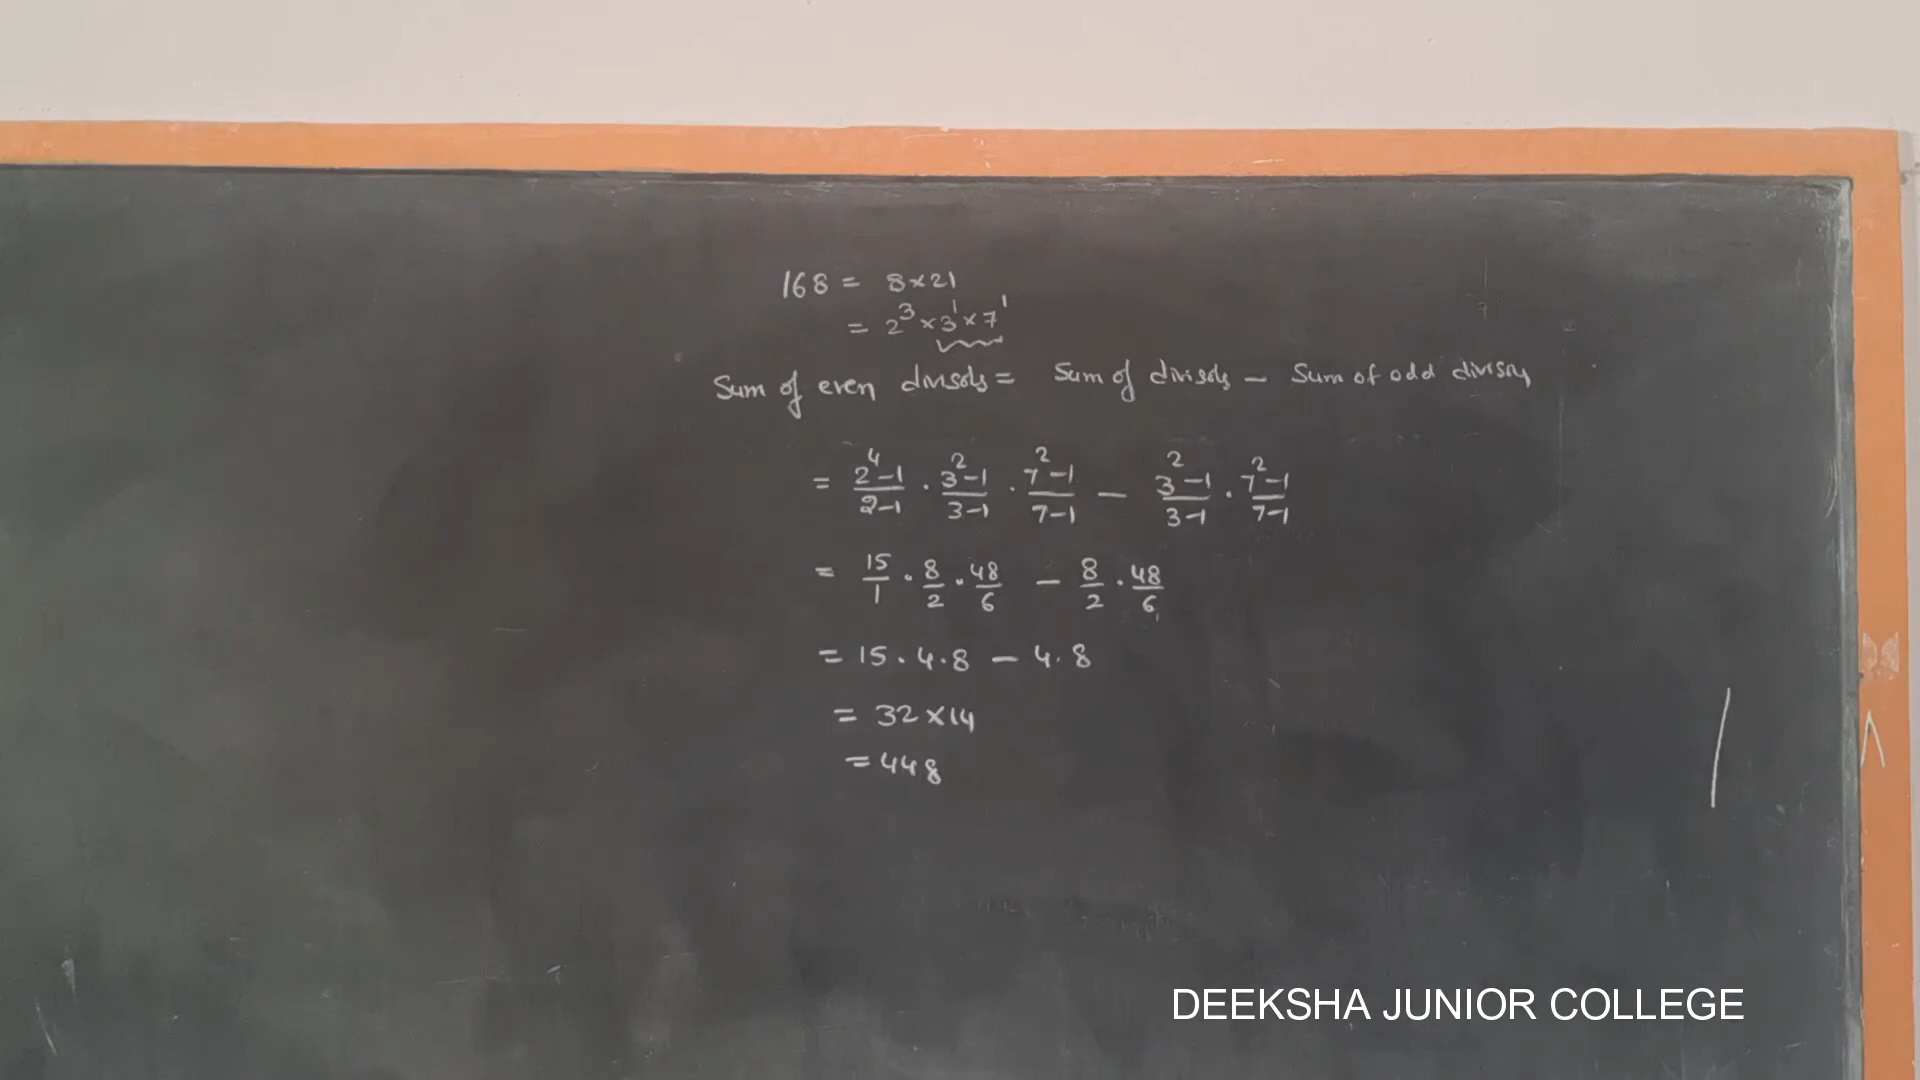 168 = 8×21
= 2³ × 3¹ × 7¹
Sum of even divisols = Sum of divisols – Sum of odd divisors
= (2⁴-1)/(2-1) · (3²-1)/(3-1) · (7²-1)/(7-1) – (3²-1)/(3-1) · (7²-1)/(7-1)
= 15/1 · 8/2 · 48/6 – 8/2 · 48/6
= 15 · 4 · 8 – 4 · 8
= 32 × 14
= 448
DEEKSHA JUNIOR COLLEGE